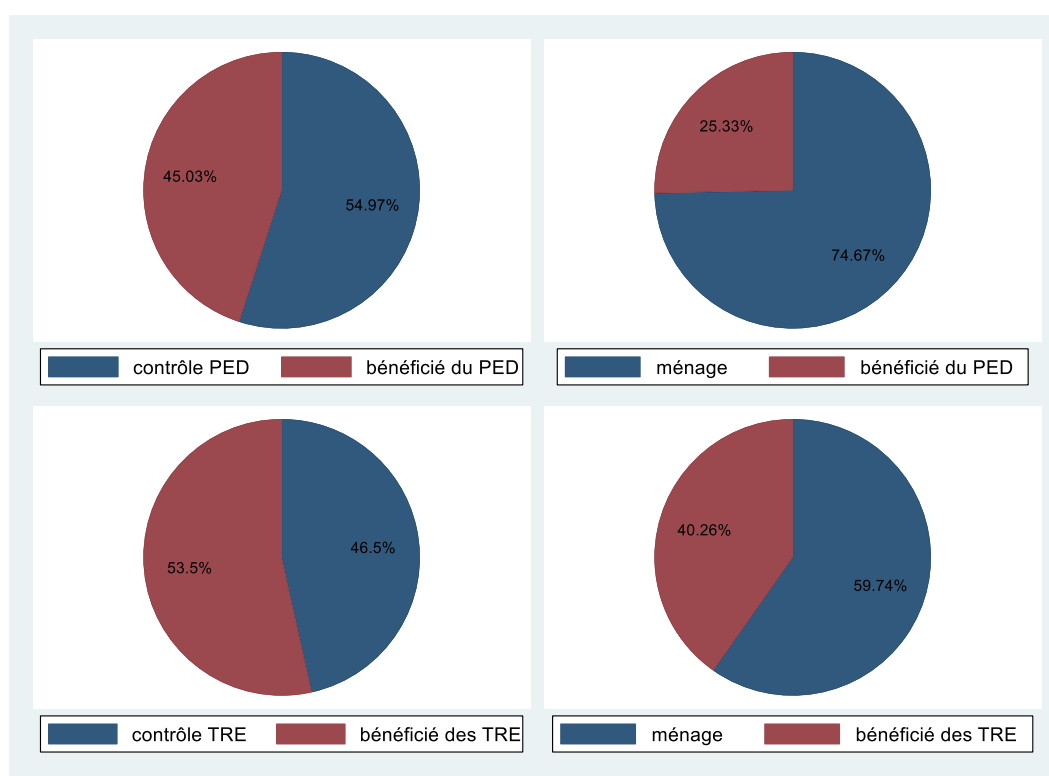 45.03%
54.97%
contrôle PED
bénéficié du PED
25.33%
74.67%
ménage
bénéficié du PED
53.5%
46.5%
contrôle TRE
bénéficié des TRE
40.26%
59.74%
ménage
bénéficié des TRE